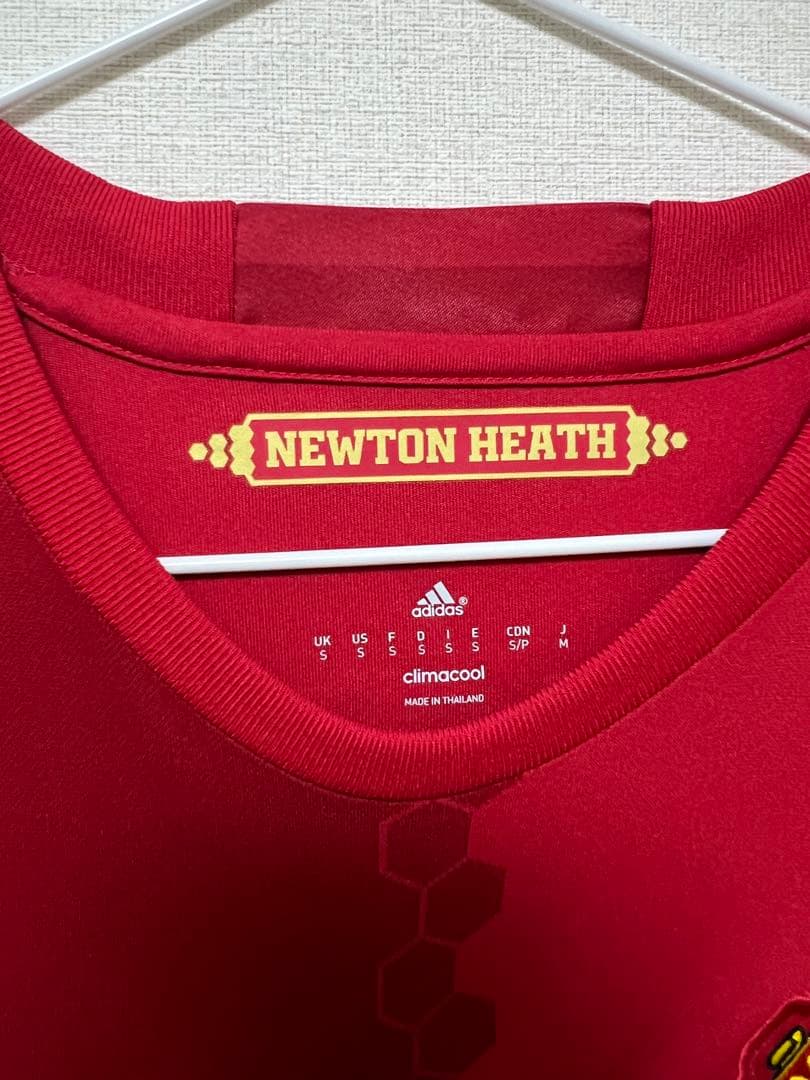 NEWTON HEATH
adidas®
UK US F D I E CDN J
S S S S S S S/P M
climacool
MADE IN THAILAND